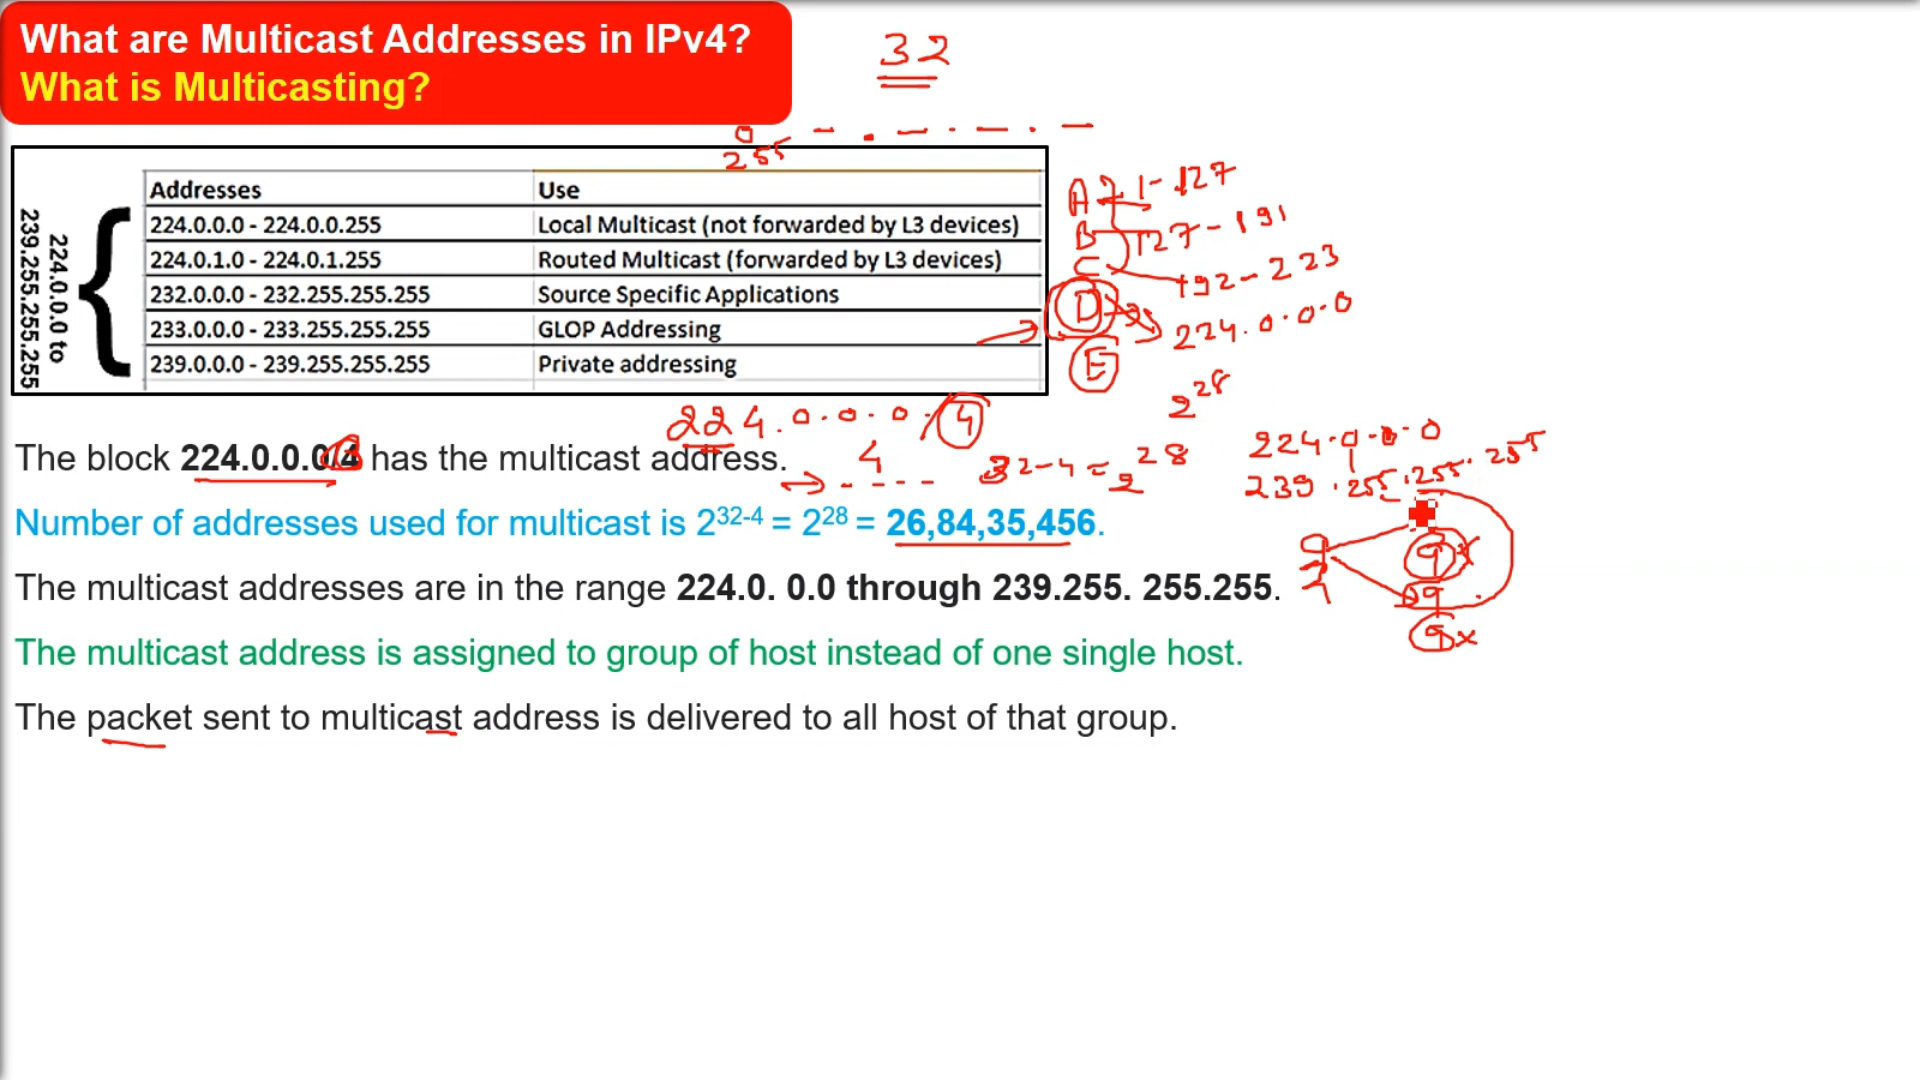 What are Multicast Addresses in IPv4?
What is Multicasting?
32
0
255
224.0.0.0 to
239.255.255.255
Addresses Use
224.0.0.0 - 224.0.0.255 Local Multicast (not forwarded by L3 devices)
224.0.1.0 - 224.0.1.255 Routed Multicast (forwarded by L3 devices)
232.0.0.0 - 232.255.255.255 Source Specific Applications
233.0.0.0 - 233.255.255.255 GLOP Addressing
239.0.0.0 - 239.255.255.255 Private addressing
A 1-127
B 127-191
C 192-223
D 224.0.0.0
E
2^28
224.0.0.0/4
The block 224.0.0.0/4 has the multicast address.
4
32-4 = 2^28
224.0.0.0
239.255.255.255
Number of addresses used for multicast is 2^32-4 = 2^28 = 26,84,35,456.
The multicast addresses are in the range 224.0. 0.0 through 239.255. 255.255.
The multicast address is assigned to group of host instead of one single host.
The packet sent to multicast address is delivered to all host of that group.